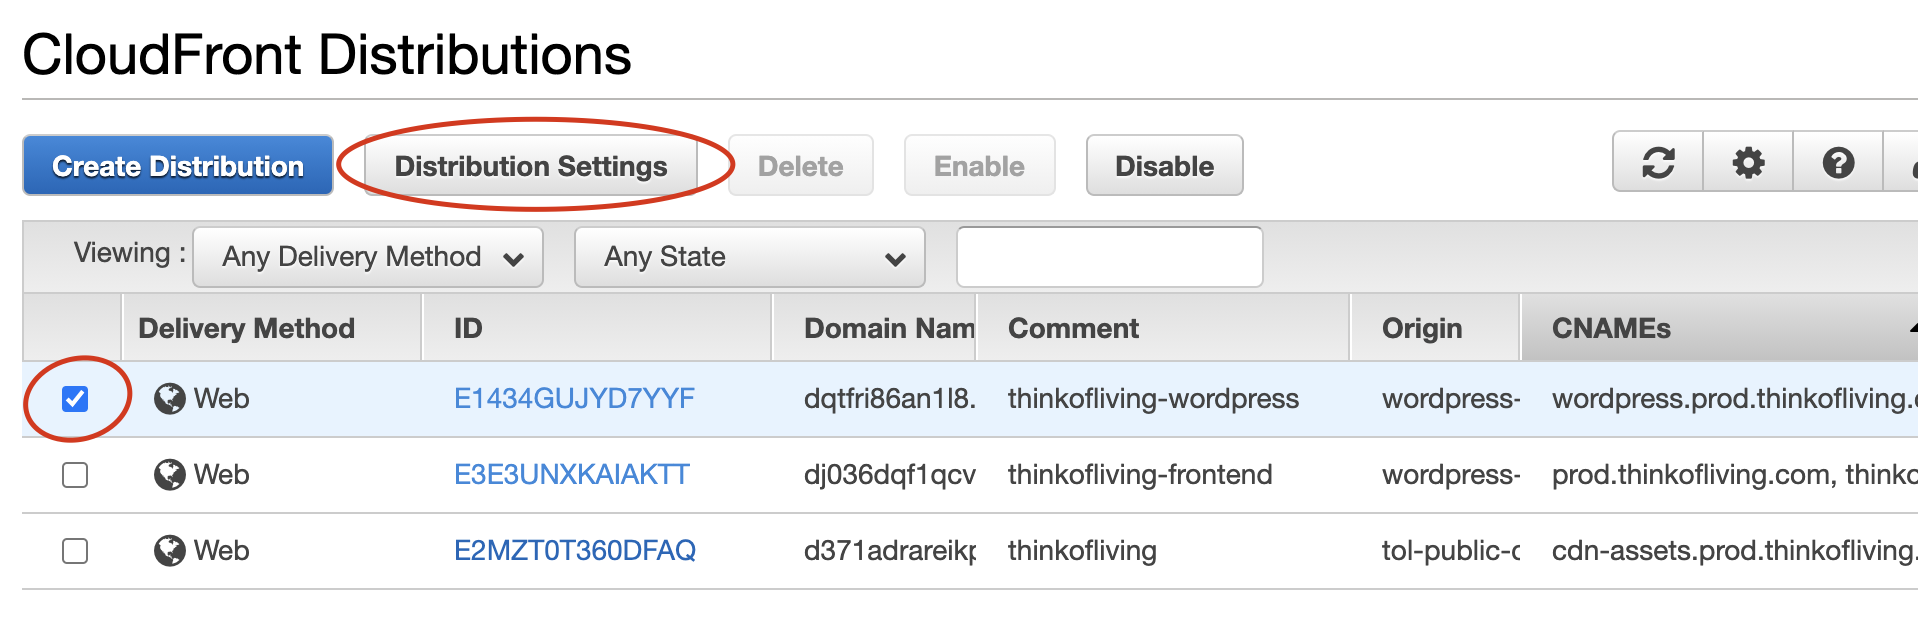 CloudFront Distributions
Create Distribution Distribution Settings Delete Enable Disable
Viewing : Any Delivery Method Any State
Delivery Method ID Domain Nam Comment Origin CNAMEs
Web E1434GUJYD7YYF dqtfri86an1l8. thinkofliving-wordpress wordpress- wordpress.prod.thinkofliving.
Web E3E3UNXKAIAKTT dj036dqf1qcv thinkofliving-frontend wordpress- prod.thinkofliving.com, thinko
Web E2MZT0T360DFAQ d371adrareikp thinkofliving tol-public-c cdn-assets.prod.thinkofliving.